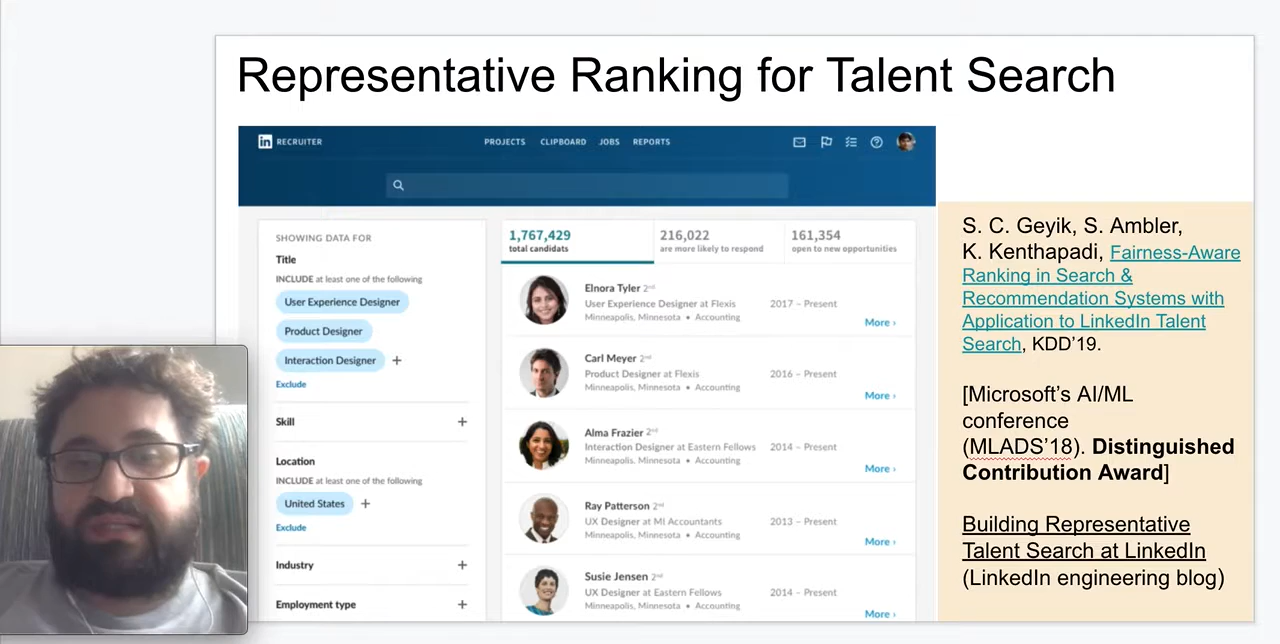 Representative Ranking for Talent Search
in RECRUITER
PROJECTS CLIPBOARD JOBS REPORTS
SHOWING DATA FOR
Title
INCLUDE at least one of the following
User Experience Designer
Product Designer
Interaction Designer +
Exclude
Skill +
Location
INCLUDE at least one of the following
United States +
Exclude
Industry +
Employment type +
1,767,429
total candidats
216,022
are more likely to respond
161,354
open to new opportunities
Elnora Tyler 2nd
User Experience Designer at Flexis 2017 – Present
Minneapolis, Minnesota • Accounting
More ›
Carl Meyer 2nd
Product Designer at Flexis 2016 – Present
Minneapolis, Minnesota • Accounting
More ›
Alma Frazier 2nd
Interaction Designer at Eastern Fellows 2014 – Present
Minneapolis, Minnesota • Accounting
More ›
Ray Patterson 2nd
UX Designer at MI Accountants 2013 – Present
Minneapolis, Minnesota • Accounting
More ›
Susie Jensen 2nd
UX Designer at Eastern Fellows 2014 – Present
Minneapolis, Minnesota • Accounting
More ›
S. C. Geyik, S. Ambler,
K. Kenthapadi, Fairness-Aware
Ranking in Search &
Recommendation Systems with
Application to LinkedIn Talent
Search, KDD'19.
[Microsoft's AI/ML
conference
(MLADS'18). Distinguished
Contribution Award]
Building Representative
Talent Search at LinkedIn
(LinkedIn engineering blog)